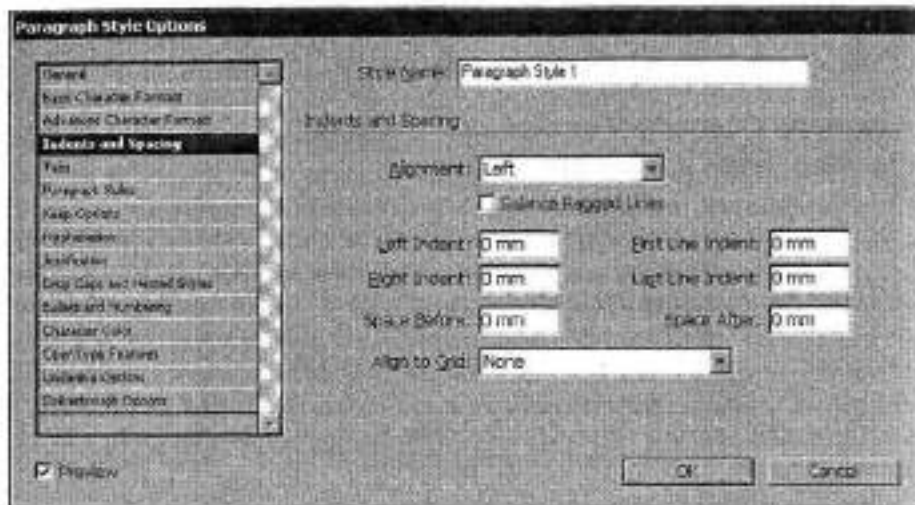 Paragraph Style Options
General
Basic Character Formats
Advanced Character Formats
Indents and Spacing
Tabs
Paragraph Rules
Keep Options
Hyphenation
Justification
Drop Caps and Nested Styles
Bullets and Numbering
Character Color
OpenType Features
Underline Options
Strikethrough Options
Preview
Style Name: Paragraph Style 1
Indents and Spacing
Alignment: Left
Balance Ragged Lines
Left Indent: 0 mm First Line Indent: 0 mm
Right Indent: 0 mm Last Line Indent: 0 mm
Space Before: 0 mm Space After: 0 mm
Align to Grid: None
OK Cancel